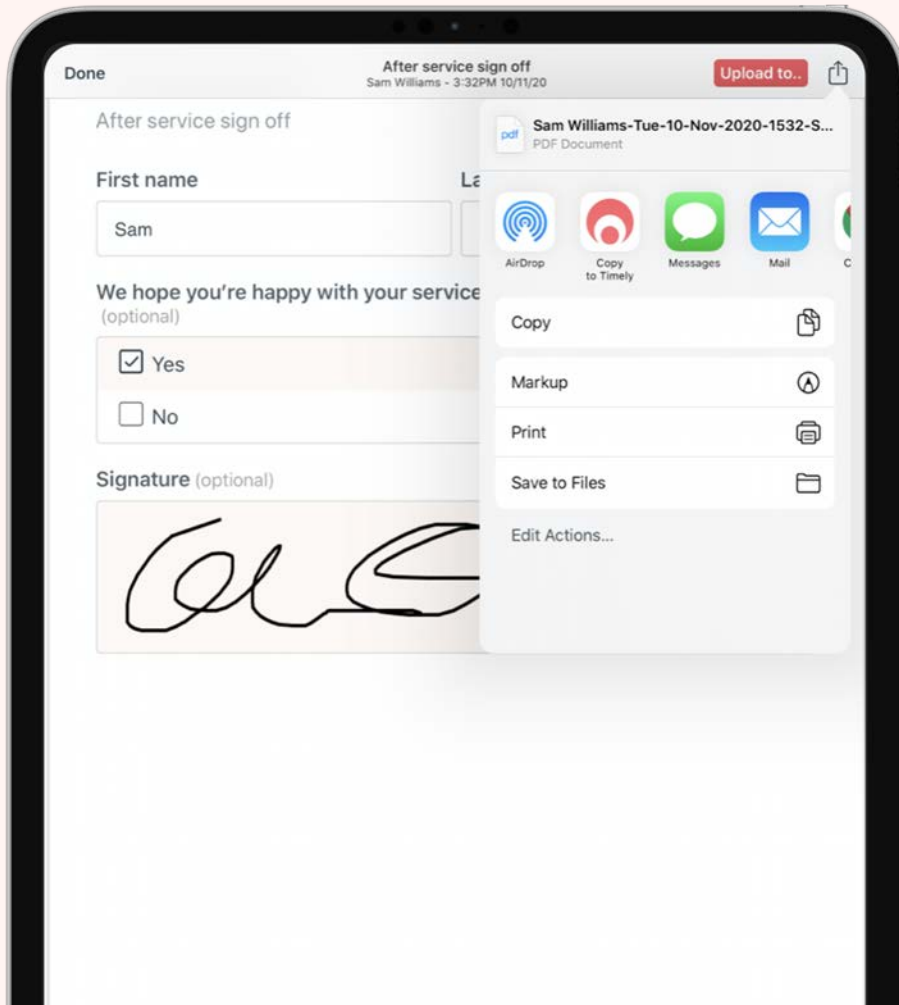 Done
After service sign off
Sam Williams - 3:32PM 10/11/20
Upload to..
After service sign off
pdf
Sam Williams-Tue-10-Nov-2020-1532-S...
PDF Document
First name
La
Sam
AirDrop
Copy
to Timely
Messages
Mail
C
We hope you're happy with your service
(optional)
Yes
No
Signature (optional)
Copy
Markup
Print
Save to Files
Edit Actions...